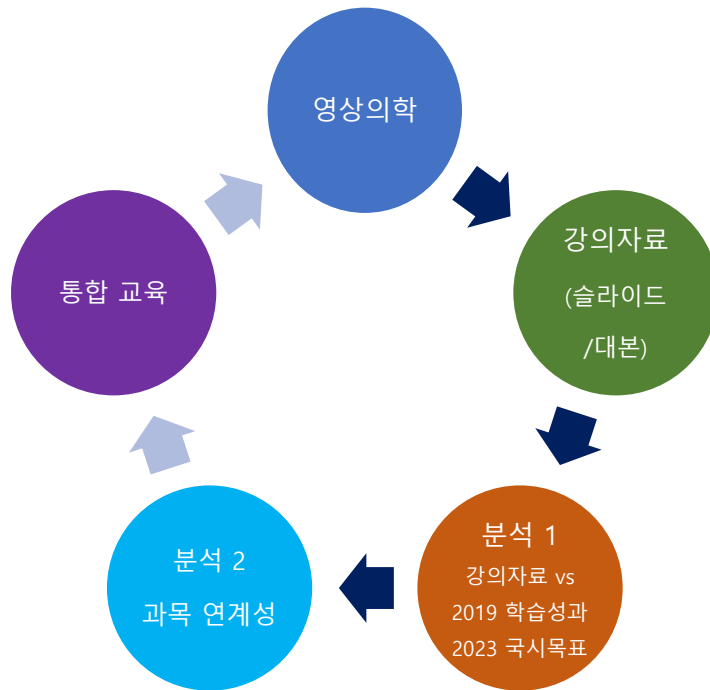 영상의학
강의자료
(슬라이드
/대본)
분석 1
강의자료 vs
2019 학습성과
2023 국시목표
분석 2
과목 연계성
통합 교육